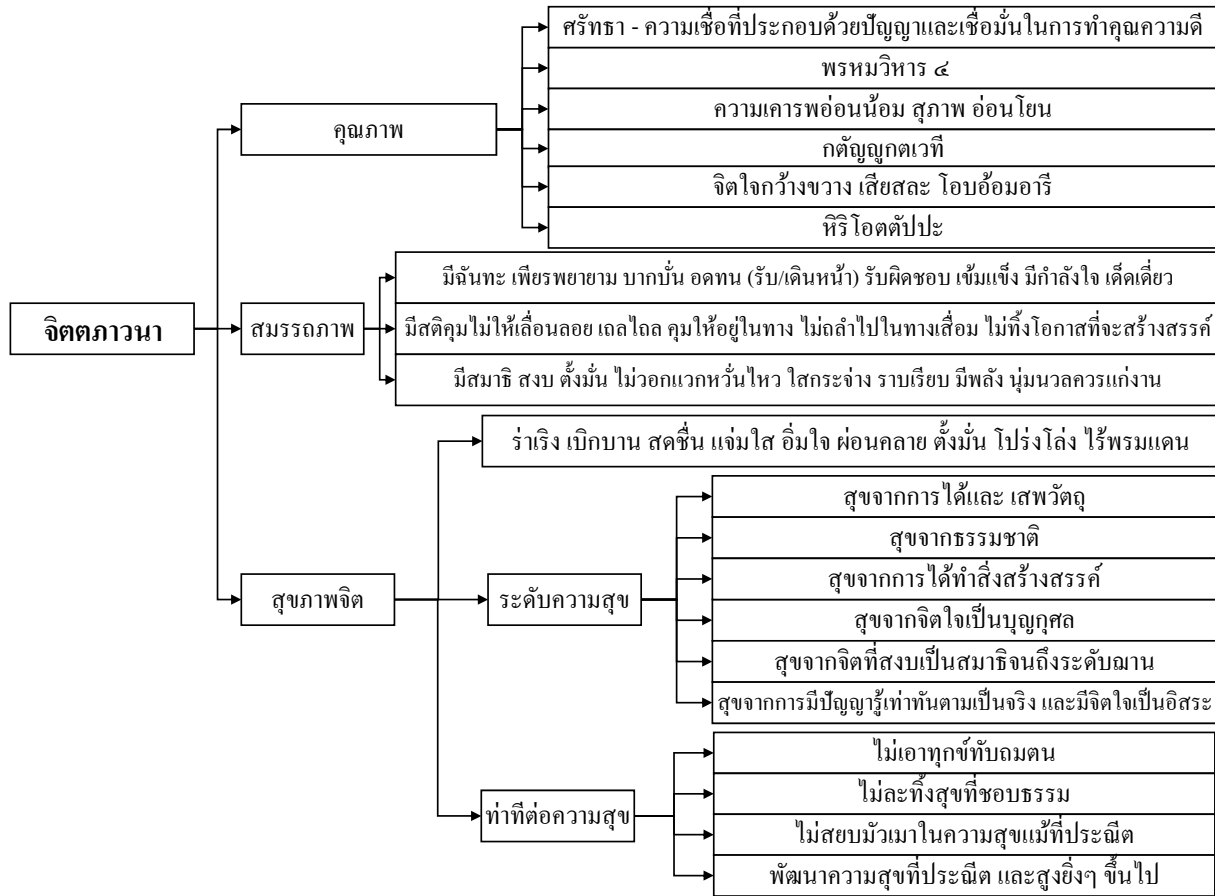 ศรัทธา - ความเชื่อที่ประกอบด้วยปัญญาและเชื่อมั่นในการทำคุณความดี
พรหมวิหาร ๔
ความเคารพอ่อนน้อม สุภาพ อ่อนโยน
คุณภาพ
กตัญญูกตเวที
จิตใจกว้างขวาง เสียสละ โอบอ้อมอารี
หิริโอตตัปปะ
มีฉันทะ เพียรพยายาม บากบั่น อดทน (รับ/เดินหน้า) รับผิดชอบ เข้มแข็ง มีกำลังใจ เด็ดเดี่ยว
จิตตภาวนา
สมรรถภาพ
มีสติคุมไม่ให้เลื่อนลอย เถลไถล คุมให้อยู่ในทาง ไม่ถลำไปในทางเสื่อม ไม่ทิ้งโอกาสที่จะสร้างสรรค์
มีสมาธิ สงบ ตั้งมั่น ไม่วอกแวกหวั่นไหว ใสกระจ่าง ราบเรียบ มีพลัง นุ่มนวลควรแก่งาน
ร่าเริง เบิกบาน สดชื่น แจ่มใส อิ่มใจ ผ่อนคลาย ตั้งมั่น โปร่งโล่ง ไร้พรมแดน
สุขจากการได้และ เสพวัตถุ
สุขจากธรรมชาติ
สุขจากการได้ทำสิ่งสร้างสรรค์
สุขภาพจิต
ระดับความสุข
สุขจากจิตใจเป็นบุญกุศล
สุขจากจิตที่สงบเป็นสมาธิจนถึงระดับฌาน
สุขจากการมีปัญญารู้เท่าทันตามเป็นจริง และมีจิตใจเป็นอิสระ
ไม่เอาทุกข์ทับถมตน
ไม่ละทิ้งสุขที่ชอบธรรม
ท่าทีต่อความสุข
ไม่สยบมัวเมาในความสุขแม้ที่ประณีต
พัฒนาความสุขที่ประณีต และสูงยิ่งๆ ขึ้นไป